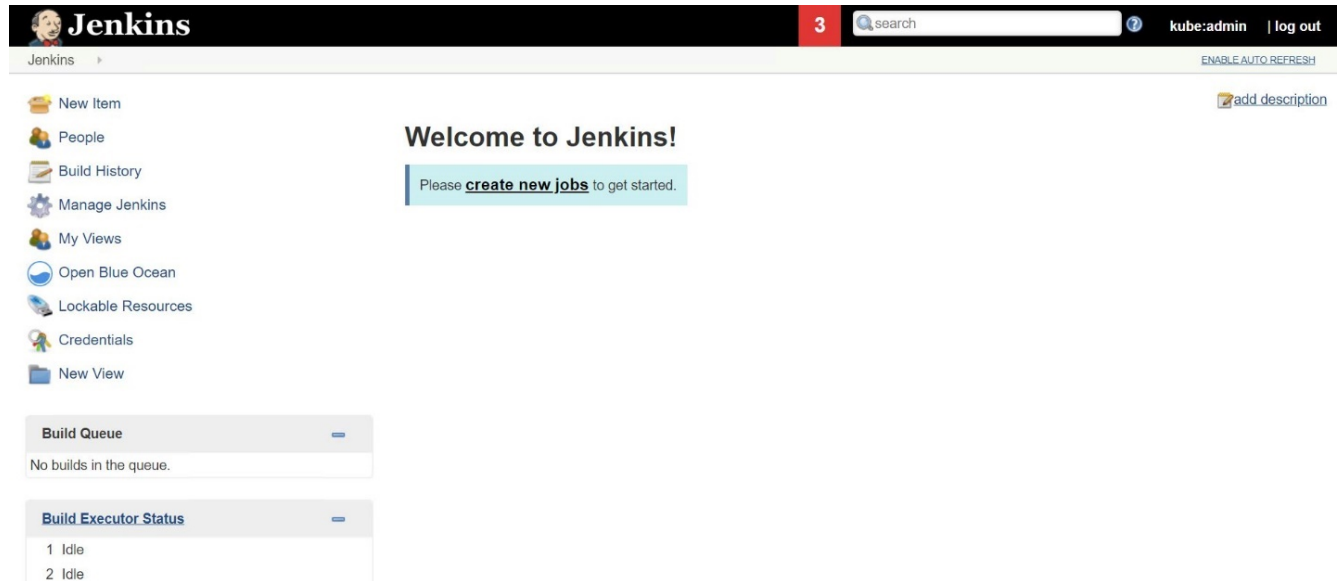 Jenkins
3
search
kube:admin | log out
Jenkins
ENABLE AUTO REFRESH
add description
New Item
People
Build History
Manage Jenkins
My Views
Open Blue Ocean
Lockable Resources
Credentials
New View
Welcome to Jenkins!
Please create new jobs to get started.
Build Queue
No builds in the queue.
Build Executor Status
1 Idle
2 Idle